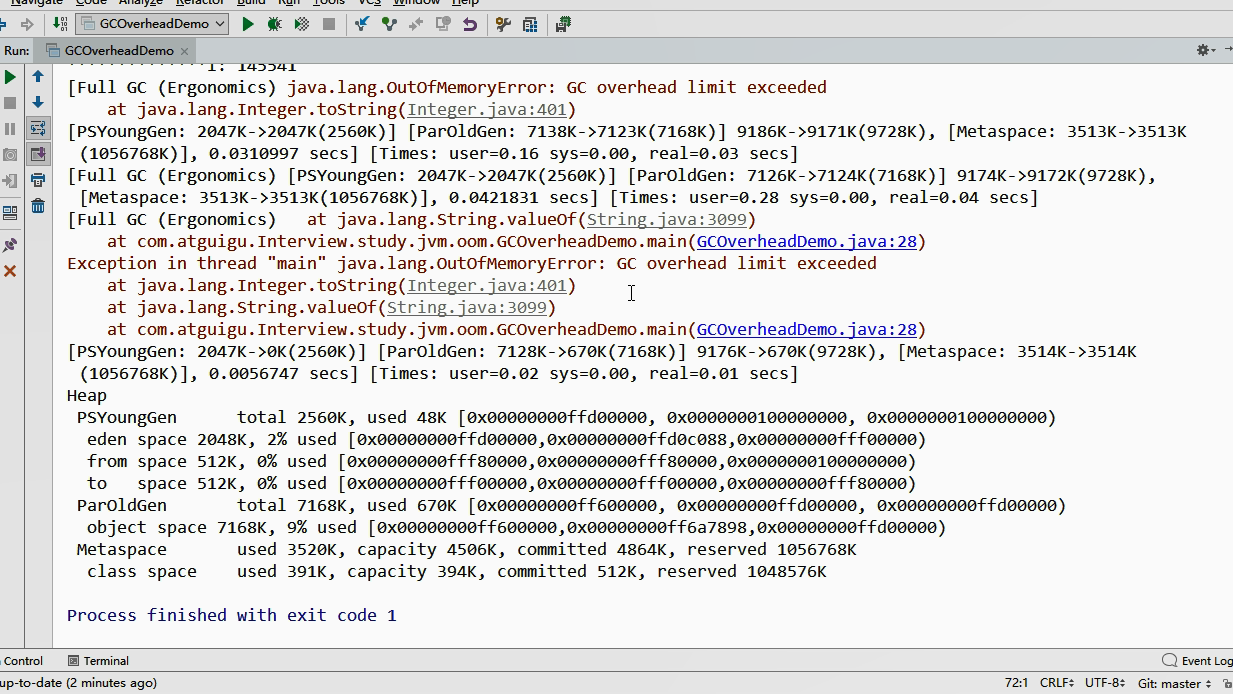 Navigate Code Analyze Refactor Build Run Tools VCS Window Help
GCOverheadDemo
Run: GCOverheadDemo
1: 145541
[Full GC (Ergonomics) java.lang.OutOfMemoryError: GC overhead limit exceeded
at java.lang.Integer.toString(Integer.java:401)
[PSYoungGen: 2047K->2047K(2560K)] [ParOldGen: 7138K->7123K(7168K)] 9186K->9171K(9728K), [Metaspace: 3513K->3513K
(1056768K)], 0.0310997 secs] [Times: user=0.16 sys=0.00, real=0.03 secs]
[Full GC (Ergonomics) [PSYoungGen: 2047K->2047K(2560K)] [ParOldGen: 7126K->7124K(7168K)] 9174K->9172K(9728K),
[Metaspace: 3513K->3513K(1056768K)], 0.0421831 secs] [Times: user=0.28 sys=0.00, real=0.04 secs]
[Full GC (Ergonomics) at java.lang.String.valueOf(String.java:3099)
at com.atguigu.Interview.study.jvm.oom.GCOverheadDemo.main(GCOverheadDemo.java:28)
Exception in thread "main" java.lang.OutOfMemoryError: GC overhead limit exceeded
at java.lang.Integer.toString(Integer.java:401)
at java.lang.String.valueOf(String.java:3099)
at com.atguigu.Interview.study.jvm.oom.GCOverheadDemo.main(GCOverheadDemo.java:28)
[PSYoungGen: 2047K->0K(2560K)] [ParOldGen: 7128K->670K(7168K)] 9176K->670K(9728K), [Metaspace: 3514K->3514K
(1056768K)], 0.0056747 secs] [Times: user=0.02 sys=0.00, real=0.01 secs]
Heap
PSYoungGen total 2560K, used 48K [0x00000000ffd00000, 0x0000000100000000, 0x0000000100000000)
eden space 2048K, 2% used [0x00000000ffd00000,0x00000000ffd0c088,0x00000000fff00000)
from space 512K, 0% used [0x00000000fff80000,0x00000000fff80000,0x0000000100000000)
to space 512K, 0% used [0x00000000fff00000,0x00000000fff00000,0x00000000fff80000)
ParOldGen total 7168K, used 670K [0x00000000ff600000, 0x00000000ffd00000, 0x00000000ffd00000)
object space 7168K, 9% used [0x00000000ff600000,0x00000000ff6a7898,0x00000000ffd00000)
Metaspace used 3520K, capacity 4506K, committed 4864K, reserved 1056768K
class space used 391K, capacity 394K, committed 512K, reserved 1048576K
Process finished with exit code 1
Control Terminal Event Log
up-to-date (2 minutes ago) 72:1 CRLF UTF-8 Git: master